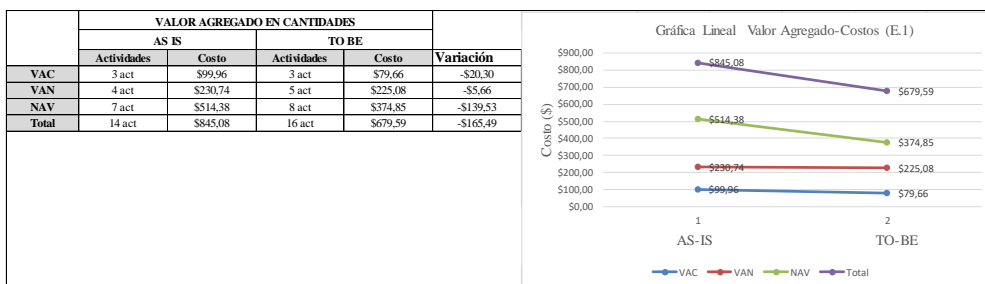 VALOR AGREGADO EN CANTIDADES
AS IS TO BE
Actividades Costo Actividades Costo Variación
VAC 3 act $99,96 3 act $79,66 -$20,30
VAN 4 act $230,74 5 act $225,08 -$5,66
NAV 7 act $514,38 8 act $374,85 -$139,53
Total 14 act $845,08 16 act $679,59 -$165,49
Gráfica Lineal Valor Agregado-Costos (E.1)
Costo ($)
$900,00
$800,00
$700,00
$600,00
$500,00
$400,00
$300,00
$200,00
$100,00
$0,00
$845,08
$679,59
$514,38
$374,85
$230,74
$225,08
$99,96
$79,66
1 2
AS-IS TO-BE
VAC VAN NAV Total